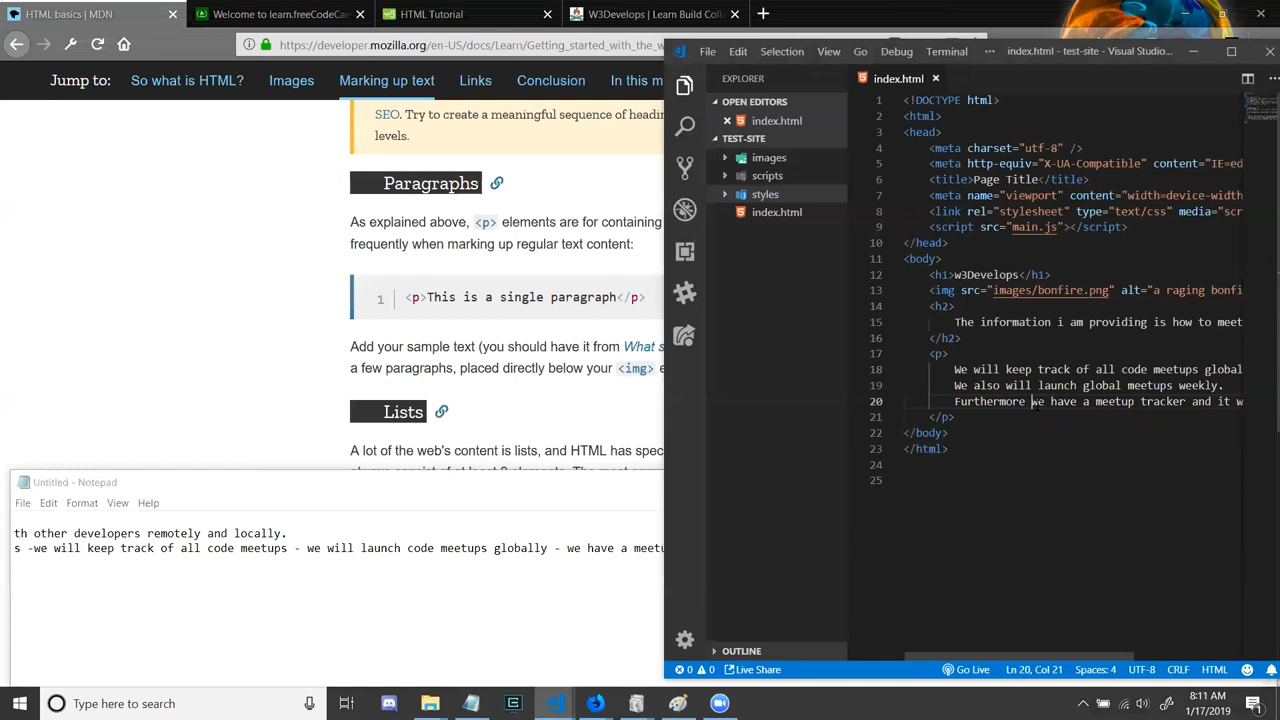 HTML basics | MDN
Welcome to learn.freeCodeCam
HTML Tutorial
W3Develops | Learn Build Colla
https://developer.mozilla.org/en-US/docs/Learn/Getting_started_with_the_w
Jump to:
So what is HTML?
Images
Marking up text
Links
Conclusion
In this m
SEO. Try to create a meaningful sequence of headin
levels.
Paragraphs
As explained above, <p> elements are for containing
frequently when marking up regular text content:
1 <p>This is a single paragraph</p>
Add your sample text (you should have it from What s
a few paragraphs, placed directly below your <img> e
Lists
A lot of the web's content is lists, and HTML has spec
Untitled - Notepad
File Edit Format View Help
th other developers remotely and locally.
s -we will keep track of all code meetups - we will launch code meetups globally - we have a meetu
File Edit Selection View Go Debug Terminal ··· index.html - test-site - Visual Studio...
EXPLORER
OPEN EDITORS
index.html
TEST-SITE
images
scripts
styles
index.html
OUTLINE
index.html
1 <!DOCTYPE html>
2 <html>
3 <head>
4 <meta charset="utf-8" />
5 <meta http-equiv="X-UA-Compatible" content="IE=ed
6 <title>Page Title</title>
7 <meta name="viewport" content="width=device-width
8 <link rel="stylesheet" type="text/css" media="scr
9 <script src="main.js"></script>
10 </head>
11 <body>
12 <h1>w3Develops</h1>
13 <img src="images/bonfire.png" alt="a raging bonfi
14 <h2>
15 The information i am providing is how to meet
16 </h2>
17 <p>
18 We will keep track of all code meetups global
19 We also will launch global meetups weekly.
20 Furthermore we have a meetup tracker and it w
21 </p>
22 </body>
23 </html>
24
25
0 0 Live Share Go Live Ln 20, Col 21 Spaces: 4 UTF-8 CRLF HTML
Type here to search
8:11 AM
1/17/2019